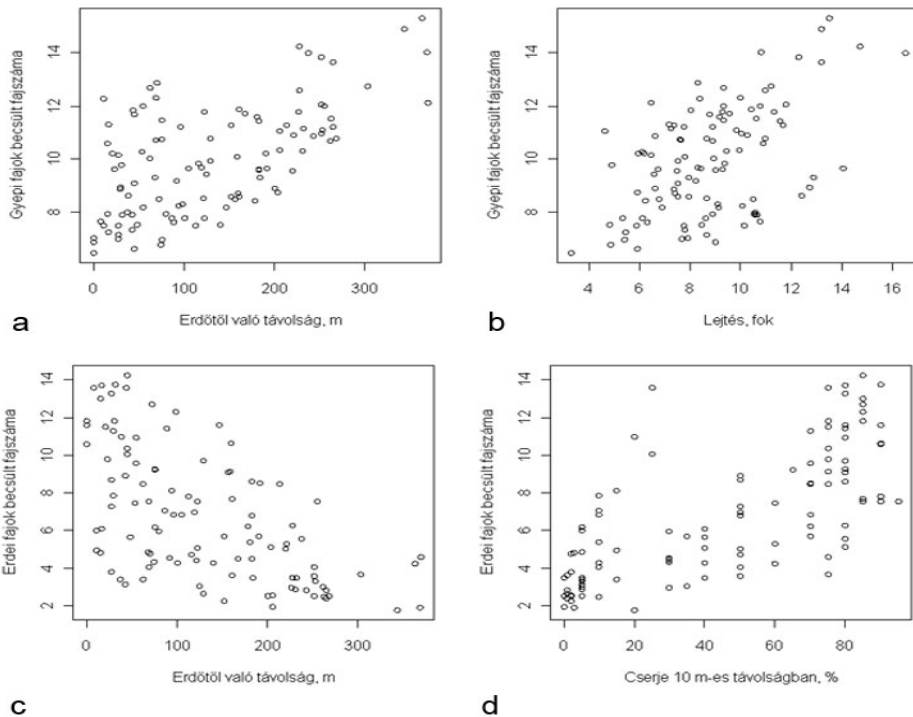 Gyepi fajok becsült fajszáma
14
12
10
8
0 100 200 300
Erdőtől való távolság, m
a
Gyepi fajok becsült fajszáma
14
12
10
8
4 6 8 10 12 14 16
Lejtés, fok
b
Erdei fajok becsült fajszáma
14
12
10
8
6
4
2
0 100 200 300
Erdőtől való távolság, m
c
Erdei fajok becsült fajszáma
14
12
10
8
6
4
2
0 20 40 60 80
Cserje 10 m-es távolságban, %
d